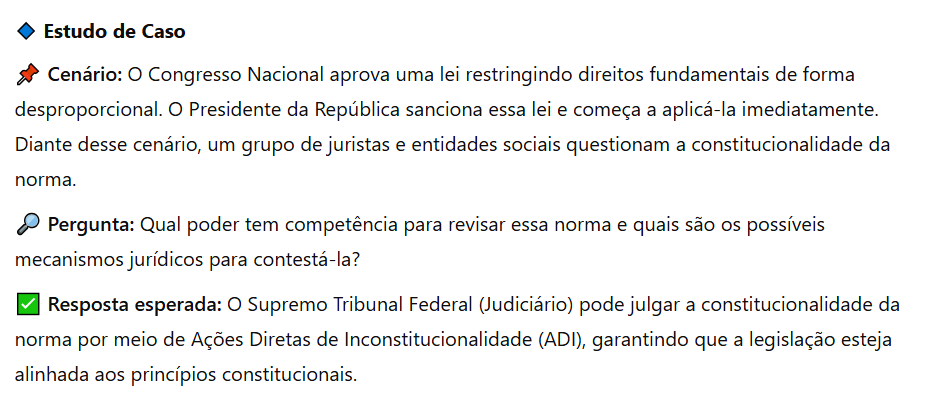 🔹 Estudo de Caso
📌 Cenário: O Congresso Nacional aprova uma lei restringindo direitos fundamentais de forma
desproporcional. O Presidente da República sanciona essa lei e começa a aplicá-la imediatamente.
Diante desse cenário, um grupo de juristas e entidades sociais questionam a constitucionalidade da
norma.
🔎 Pergunta: Qual poder tem competência para revisar essa norma e quais são os possíveis
mecanismos jurídicos para contestá-la?
✅ Resposta esperada: O Supremo Tribunal Federal (Judiciário) pode julgar a constitucionalidade da
norma por meio de Ações Diretas de Inconstitucionalidade (ADI), garantindo que a legislação esteja
alinhada aos princípios constitucionais.